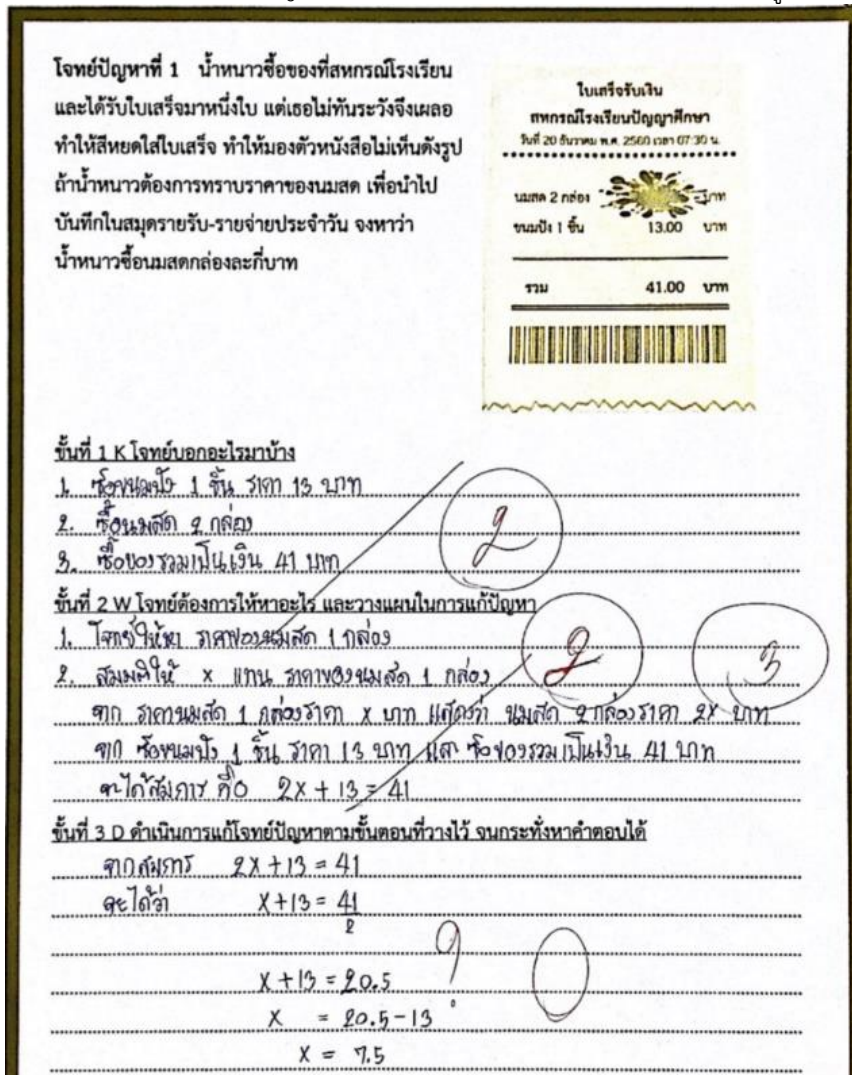 โจทย์ปัญหาที่ 1 น้ำหนาวซื้อของที่สหกรณ์โรงเรียน
และได้รับใบเสร็จมาหนึ่งใบ แต่เธอไม่ทันระวังจึงเผลอ
ทำให้สีหยดใส่ใบเสร็จ ทำให้มองตัวหนังสือไม่เห็นดังรูป
ถ้าน้ำหนาวต้องการทราบราคาของนมสด เพื่อนำไป
บันทึกในสมุดรายรับ-รายจ่ายประจำวัน จงหาว่า
น้ำหนาวซื้อนมสดกล่องละกี่บาท
ใบเสร็จรับเงิน
สหกรณ์โรงเรียนปัญญาศึกษา
วันที่ 20 ธันวาคม พ.ศ. 2560 เวลา 07:30 น.
นมสด 2 กล่อง บาท
ขนมปัง 1 ชิ้น 13.00 บาท
รวม 41.00 บาท
ขั้นที่ 1 K โจทย์บอกอะไรมาบ้าง
1. ซื้อขนมปัง 1 ชิ้น ราคา 13 บาท
2. ซื้อนมสด 2 กล่อง
3. ซื้อของรวมเป็นเงิน 41 บาท
2
ขั้นที่ 2 W โจทย์ต้องการให้หาอะไร และวางแผนในการแก้ปัญหา
1. โจทย์ให้หา ราคาของนมสด 1 กล่อง
2. สมมติให้ x แทน ราคาของนมสด 1 กล่อง
2 3
จาก ราคานมสด 1 กล่องราคา x บาท แสดงว่า นมสด 2 กล่องราคา 2x บาท
จาก ซื้อขนมปัง 1 ชิ้น ราคา 13 บาท และ ซื้อของรวมเป็นเงิน 41 บาท
จะได้สมการ คือ 2x + 13 = 41
ขั้นที่ 3 D ดำเนินการแก้โจทย์ปัญหาตามขั้นตอนที่วางไว้ จนกระทั่งหาคำตอบได้
จากสมการ 2x + 13 = 41
จะได้ว่า x + 13 = 41
2
? 0
x + 13 = 20.5
x = 20.5 - 13
x = 7.5